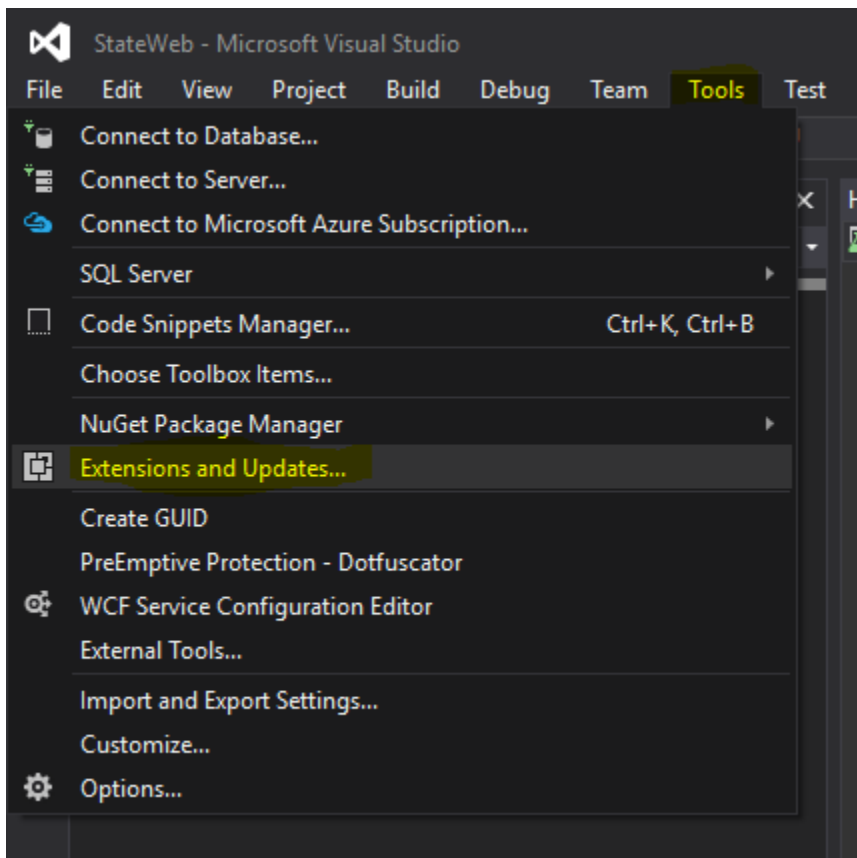 StateWeb - Microsoft Visual Studio
File Edit View Project Build Debug Team Tools Test
Connect to Database...
Connect to Server...
Connect to Microsoft Azure Subscription...
SQL Server
Code Snippets Manager... Ctrl+K, Ctrl+B
Choose Toolbox Items...
NuGet Package Manager
Extensions and Updates...
Create GUID
PreEmptive Protection - Dotfuscator
WCF Service Configuration Editor
External Tools...
Import and Export Settings...
Customize...
Options...